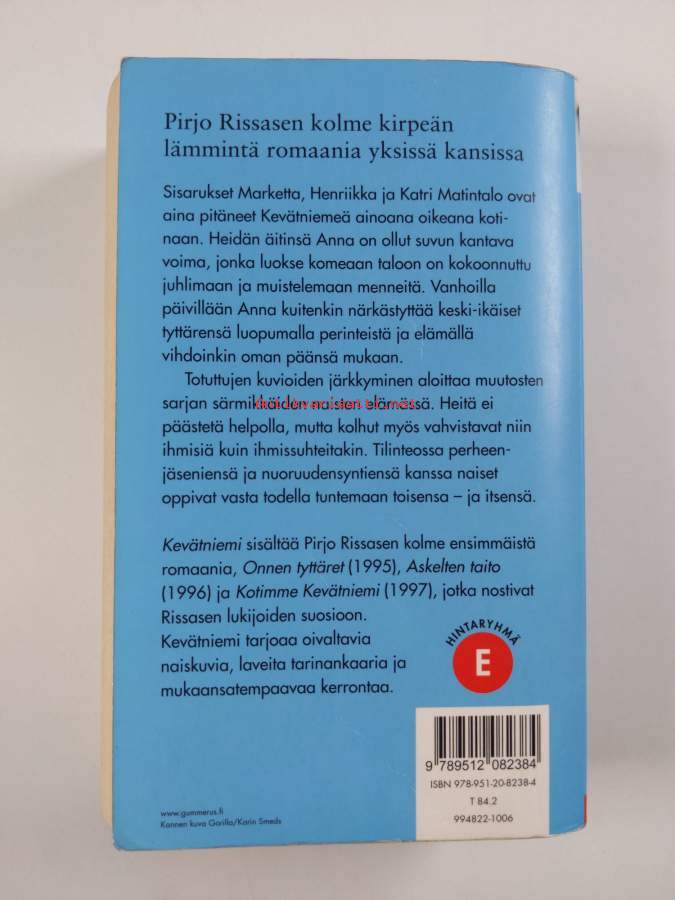 Pirjo Rissasen kolme kirpeän
lämmintä romaania yksissä kansissa
Sisarukset Marketta, Henriikka ja Katri Matintalo ovat
aina pitäneet Kevätniemeä ainoana oikeana koti-
naan. Heidän äitinsä Anna on ollut suvun kantava
voima, jonka luokse komeaan taloon on kokoonnuttu
juhlimaan ja muistelemaan menneitä. Vanhoilla
päivillään Anna kuitenkin närkästyttää keski-ikäiset
tyttärensä luopumalla perinteistä ja elämällä
vihdoinkin oman päänsä mukaan.
Totuttujen kuvioiden järkkyminen aloittaa muutosten
sarjan särmikkäiden naisten elämässä. Heitä ei
päästetä helpolla, mutta kolhut myös vahvistavat niin
ihmisiä kuin ihmissuhteitakin. Tilinteossa perheen-
jäseniensä ja nuoruudensyntiensä kanssa naiset
oppivat vasta todella tuntemaan toisensa – ja itsensä.
Kevätniemi sisältää Pirjo Rissasen kolme ensimmäistä
romaania, Onnen tyttäret (1995), Askelten taito
(1996) ja Kotimme Kevätniemi (1997), jotka nostivat
Rissasen lukijoiden suosioon.
Kevätniemi tarjoaa oivaltavia
naiskuvia, laveita tarinankaaria ja
mukaansatempaavaa kerrontaa.
HINTARYHMÄ
E
9 789512 082384
ISBN 978-951-20-8238-4
T 84.2
994822-1006
www.gummerus.fi
Kannen kuva Gorilla/Karin Smeds